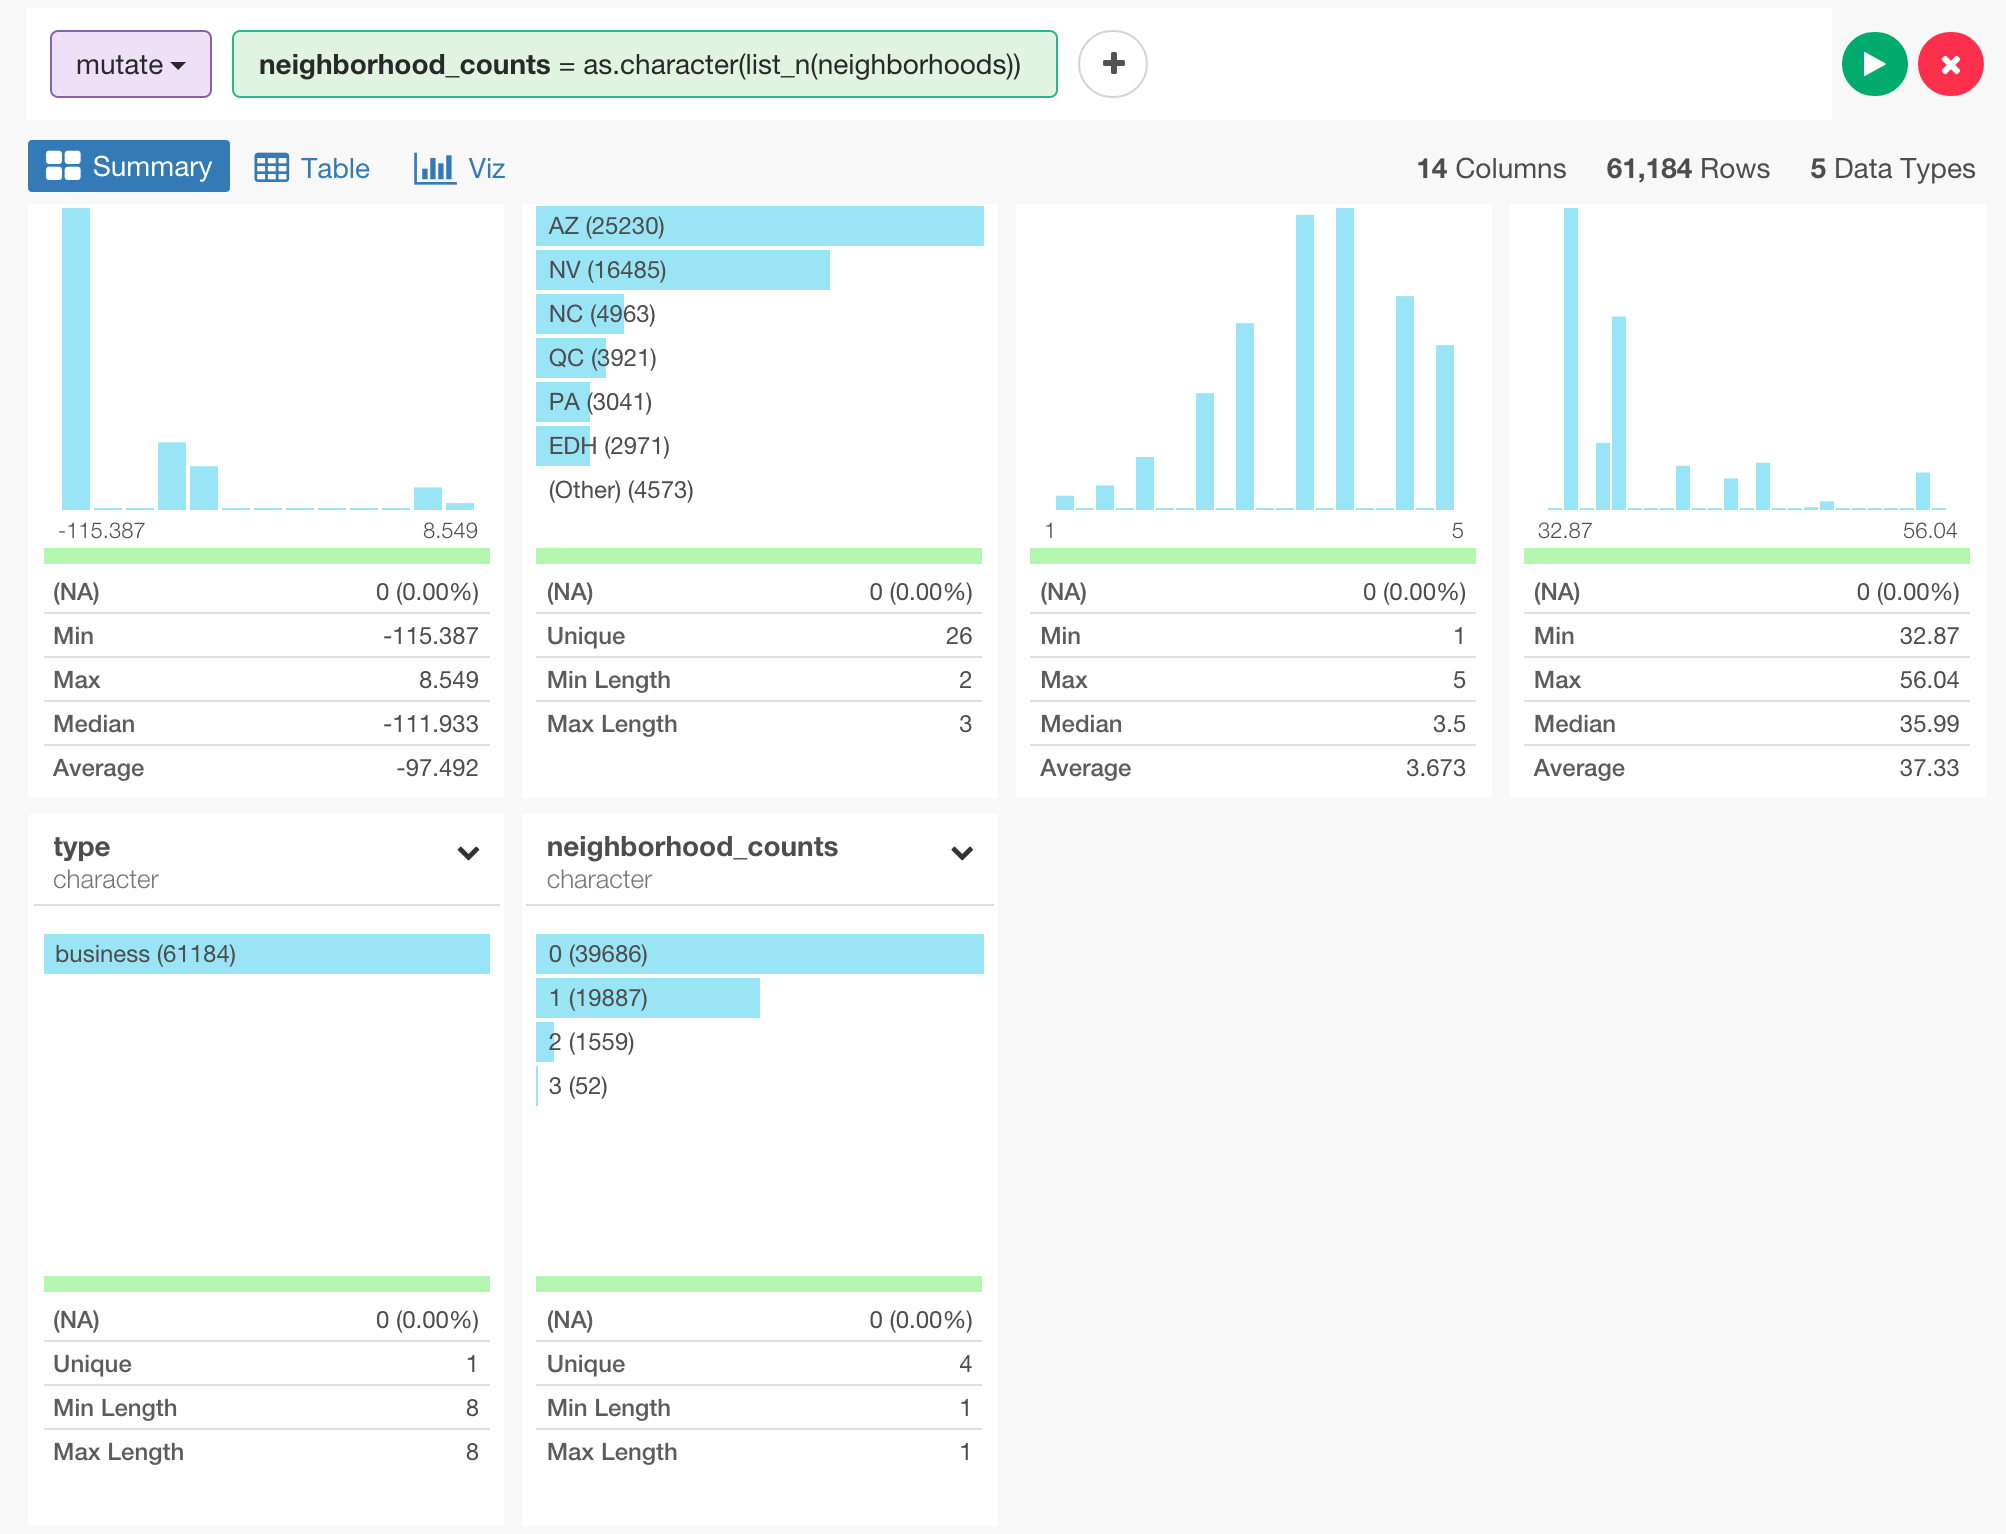 mutate
neighborhood_counts = as.character(list_n(neighborhoods))
Summary
Table
Viz
14 Columns
61,184 Rows
5 Data Types
-115.387
8.549
(NA) 0 (0.00%)
Min -115.387
Max 8.549
Median -111.933
Average -97.492
AZ (25230)
NV (16485)
NC (4963)
QC (3921)
PA (3041)
EDH (2971)
(Other) (4573)
(NA) 0 (0.00%)
Unique 26
Min Length 2
Max Length 3
1
5
(NA) 0 (0.00%)
Min 1
Max 5
Median 3.5
Average 3.673
32.87
56.04
(NA) 0 (0.00%)
Min 32.87
Max 56.04
Median 35.99
Average 37.33
type
character
business (61184)
(NA) 0 (0.00%)
Unique 1
Min Length 8
Max Length 8
neighborhood_counts
character
0 (39686)
1 (19887)
2 (1559)
3 (52)
(NA) 0 (0.00%)
Unique 4
Min Length 1
Max Length 1